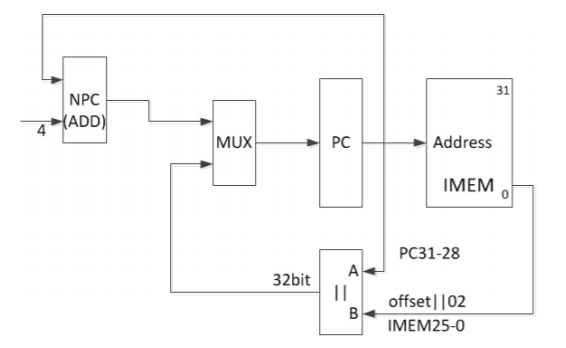 NPC
(ADD)
4
MUX
PC
31
Address
IMEM
0
PC31-28
A
||
B
32bit
offset||02
IMEM25-0